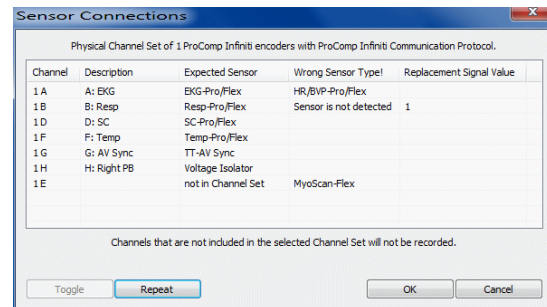 Sensor Connections
Physical Channel Set of 1 ProComp Infiniti encoders with ProComp Infiniti Communication Protocol.
Channel Description Expected Sensor Wrong Sensor Type! Replacement Signal Value
1 A A: EKG EKG-Pro/Flex HR/BVP-Pro/Flex
1 B B: Resp Resp-Pro/Flex Sensor is not detected 1
1 D D: SC SC-Pro/Flex
1 F F: Temp Temp-Pro/Flex
1 G G: AV Sync TT-AV Sync
1 H H: Right PB Voltage Isolator
1 E not in Channel Set MyoScan-Flex
Channels that are not included in the selected Channel Set will not be recorded.
Toggle Repeat OK Cancel